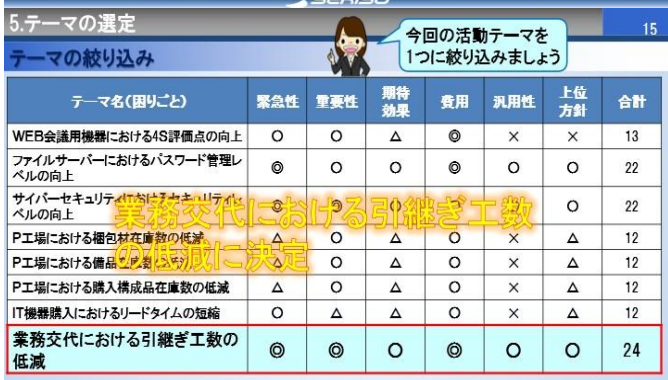 5.テーマの選定
15
今回の活動テーマを
1つに絞り込みましょう
テーマの絞り込み
テーマ名(困りごと) 緊急性 重要性 期待効果 費用 汎用性 上位方針 合計
WEB会議用機器における4S評価点の向上 ○ ○ △ ◎ × × 13
ファイルサーバーにおけるパスワード管理レ
ベルの向上 ◎ ○ ○ ◎ ○ ○ 22
サイバーセキュリティにおけるセキュリティレ
ベルの向上 ◎ ◎ ○ 22
業務交代における引継ぎ工数
の低減に決定
P工場における梱包材在庫数の低減 △ ○ △ ○ × △ 12
P工場における備品在庫数の低減 △ ○ △ ○ × △ 12
P工場における購入構成品在庫数の低減 △ ○ △ ○ × △ 12
IT機器購入におけるリードタイムの短縮 ○ △ △ ○ × △ 12
業務交代における引継ぎ工数の
低減 ◎ ◎ ○ ◎ ○ ○ 24